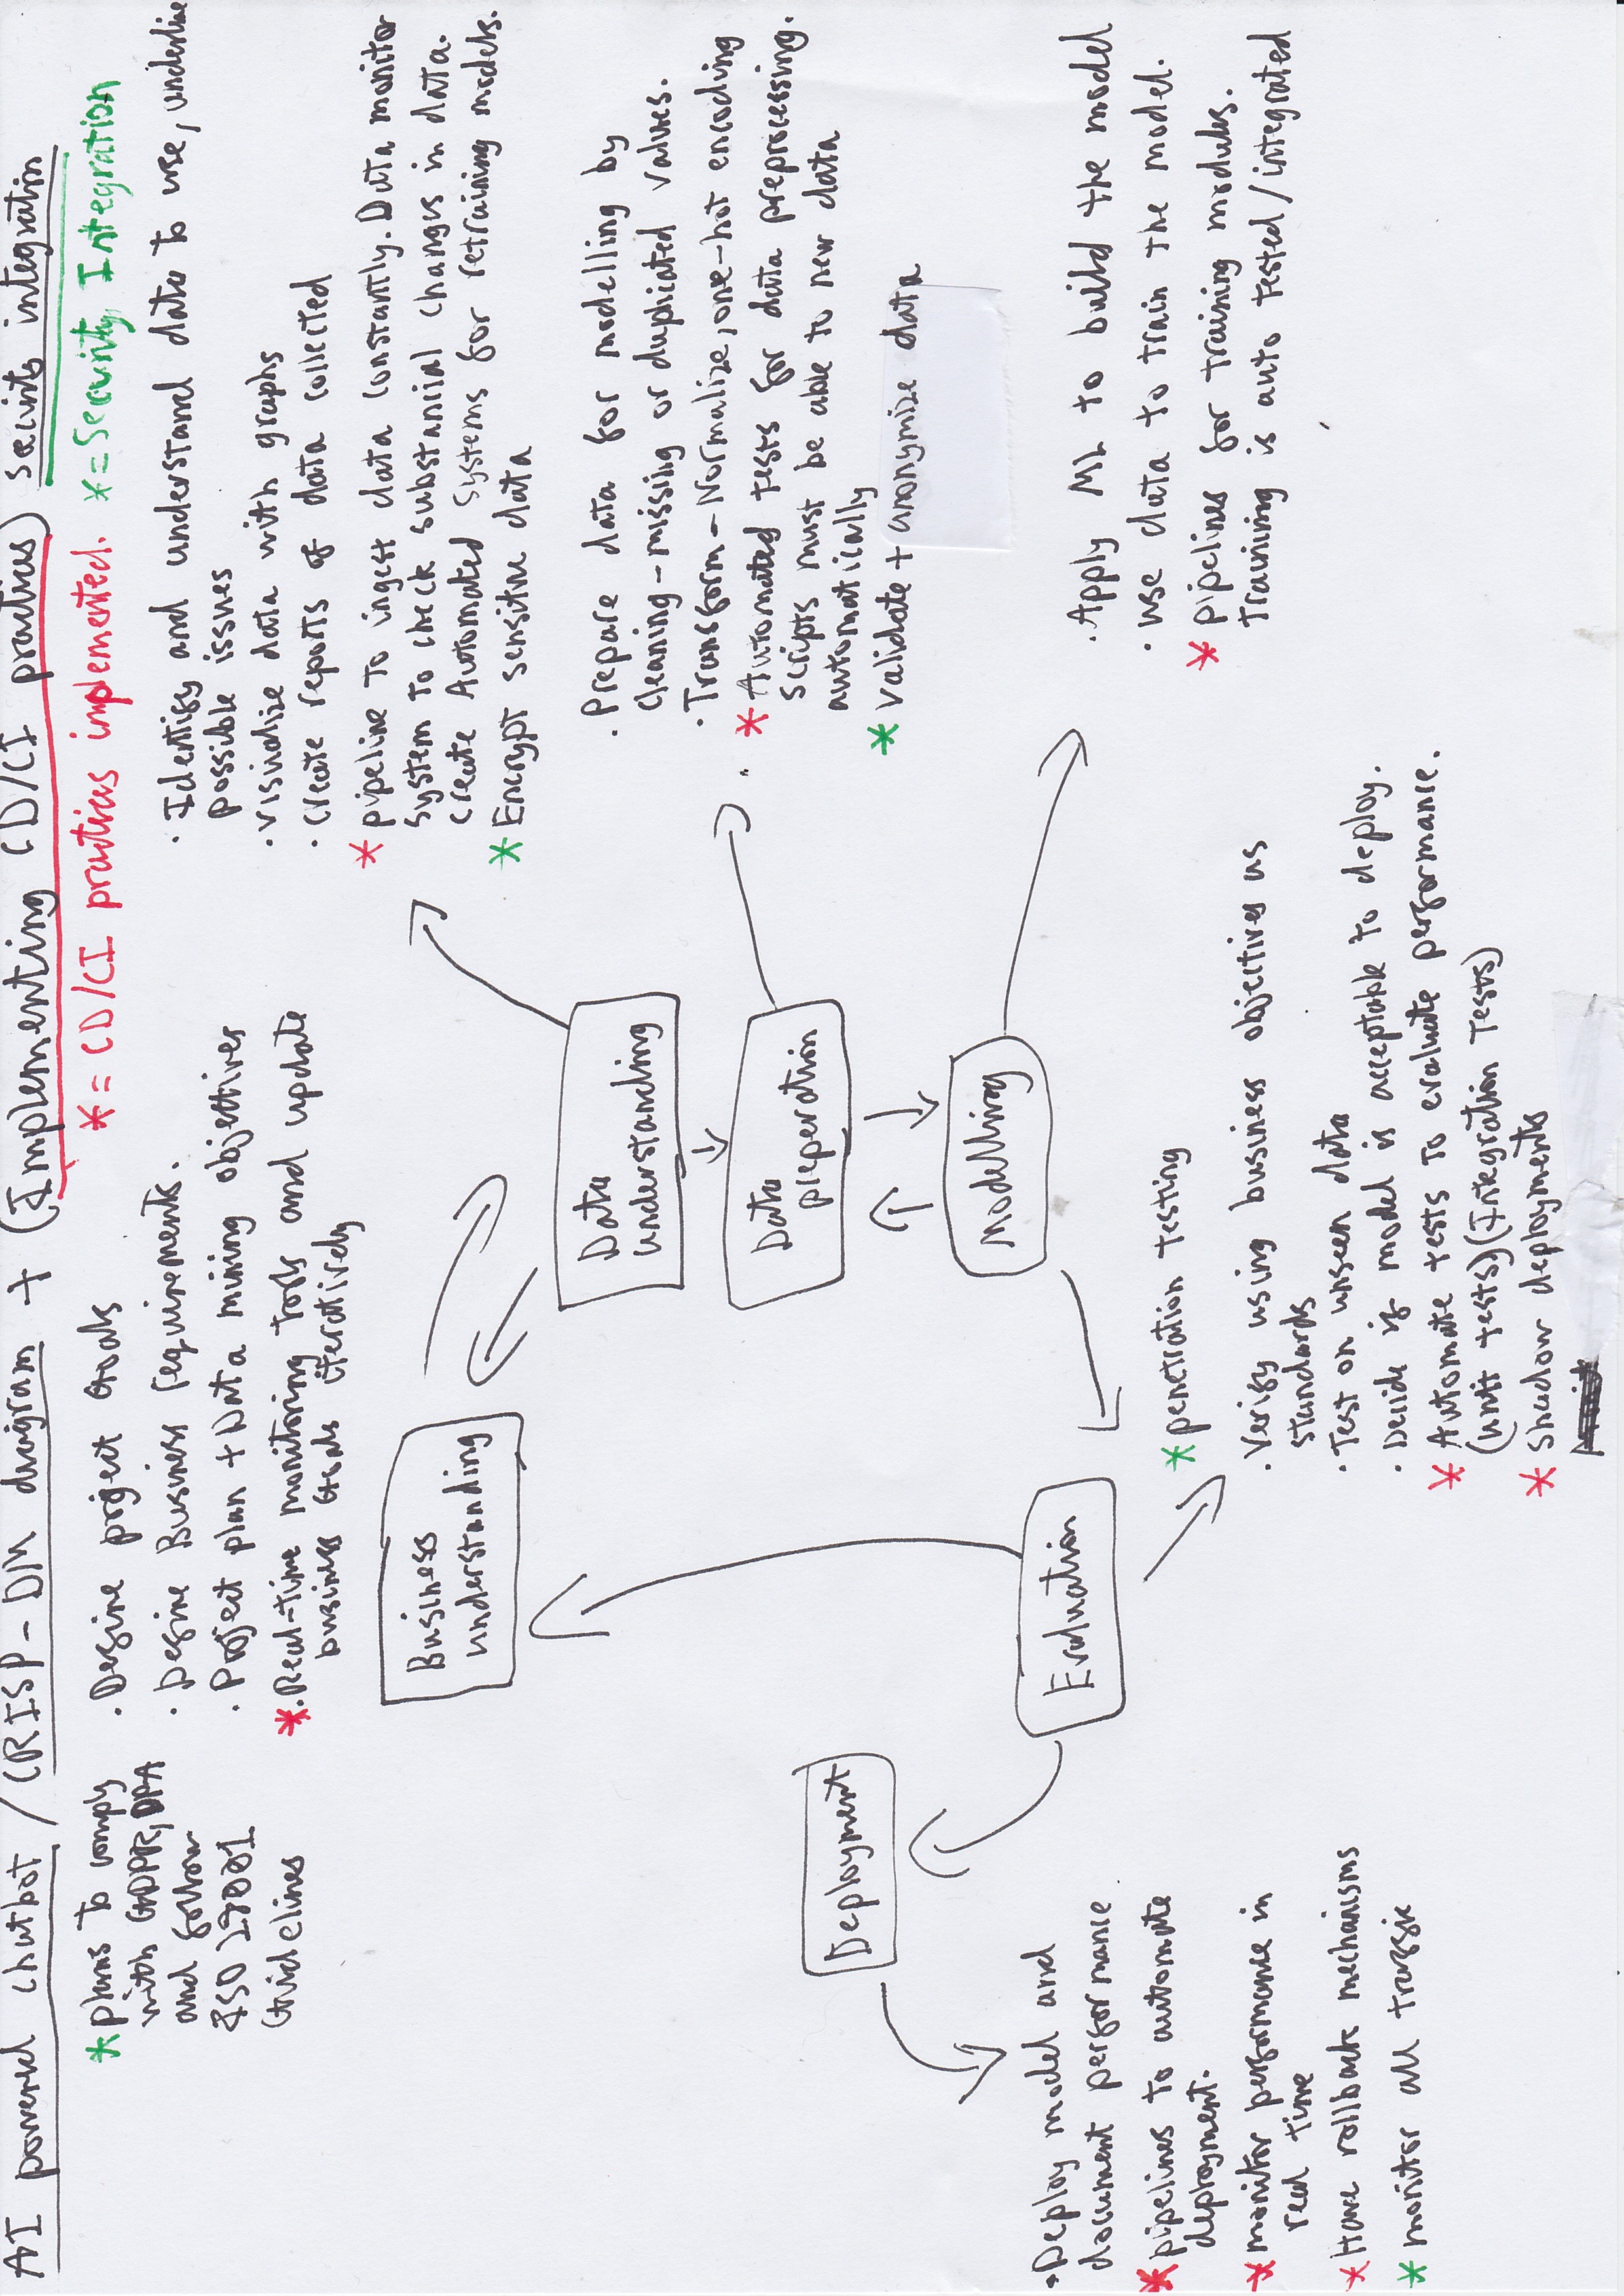 AI powered chatbot / CRISP-DM diagram + (Implementing CD/CI practices) security integration
* = CD/CI practices implemented. * = Security Integration
* plans to comply
with GDPR, DPA
and follow
ISO 27001
Guidelines
. Define project Goals
. Define Business requirements.
. Project plan + Data mining objectives
* . Real-time monitoring tools and update
business Goals iteratively
Business
understanding
Data
understanding
. Identify and understand data to use, underline
possible issues
. visualize data with graphs
. create reports of data collected
* pipeline to ingest data constantly. Data monitor
system to check substantial changes in data.
create Automated systems for retraining models.
* Encrypt sensitive data
Data
preperation
. Prepare data for modelling by
cleaning - missing or duplicated values.
. Transform - Normalize, one-hot encoding
* Automated tests for data preprocessing.
scripts must be able to new data
automatically
* validate + anonymize data
Modelling
. Apply ML to build the model
. use data to train the model.
* pipelines for training models.
Training is auto tested/integrated
Evaluation
* penetration testing
. Verify using business objectives as
standards
. Test on unseen data
. Decide if model is acceptable to deploy.
* Automate tests to evaluate performance.
(unit tests) (Integration Tests)
* Shadow deployments
Deployment
. Deploy model and
document performance
* pipelines to automate
deployment.
* monitor performance in
real time
* Have rollback mechanisms
* monitor all traffic